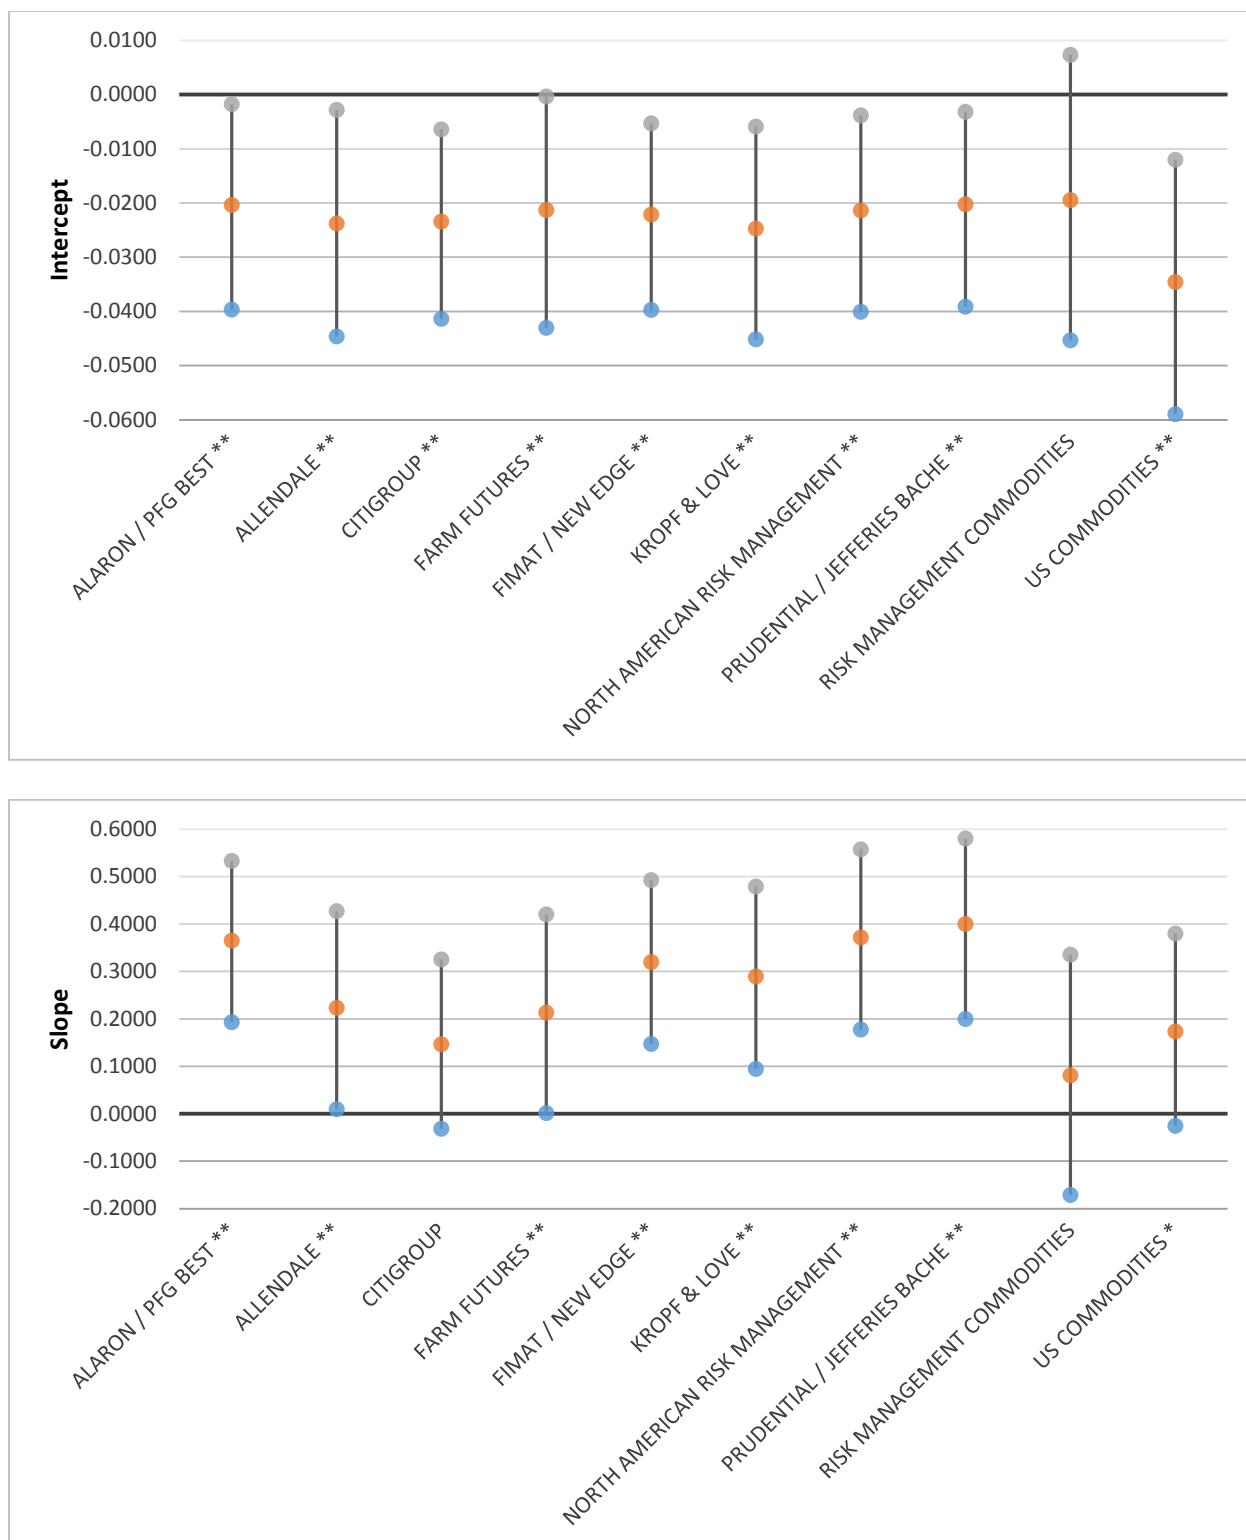 0.0100
0.0000
-0.0100
-0.0200
-0.0300
-0.0400
-0.0500
-0.0600
Intercept
ALARON / PFG BEST **
ALLENDALE **
CITIGROUP **
FARM FUTURES **
FIMAT / NEW EDGE **
KROPF & LOVE **
NORTH AMERICAN RISK MANAGEMENT **
PRUDENTIAL / JEFFERIES BACHE **
RISK MANAGEMENT COMMODITIES
US COMMODITIES **
0.6000
0.5000
0.4000
0.3000
0.2000
0.1000
0.0000
-0.1000
-0.2000
Slope
ALARON / PFG BEST **
ALLENDALE **
CITIGROUP
FARM FUTURES **
FIMAT / NEW EDGE **
KROPF & LOVE **
NORTH AMERICAN RISK MANAGEMENT **
PRUDENTIAL / JEFFERIES BACHE **
RISK MANAGEMENT COMMODITIES
US COMMODITIES *